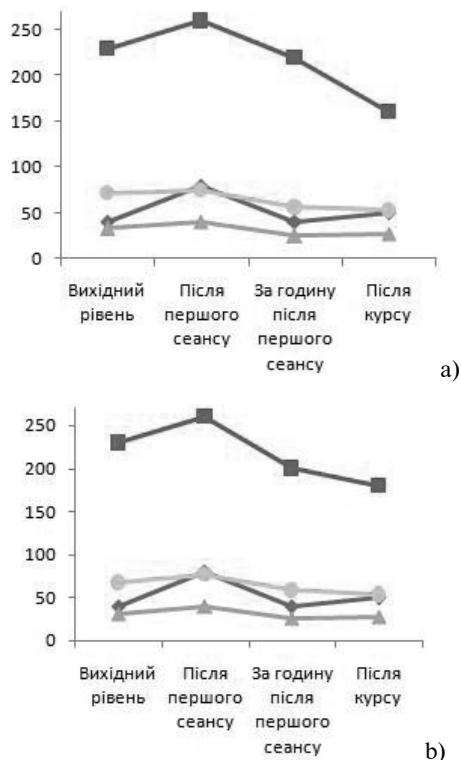 250
200
150
100
50
0
Вихідний рівень
Після першого сеансу
За годину після першого сеансу
Після курсу
a)
250
200
150
100
50
0
Вихідний рівень
Після першого сеансу
За годину після першого сеансу
Після курсу
b)